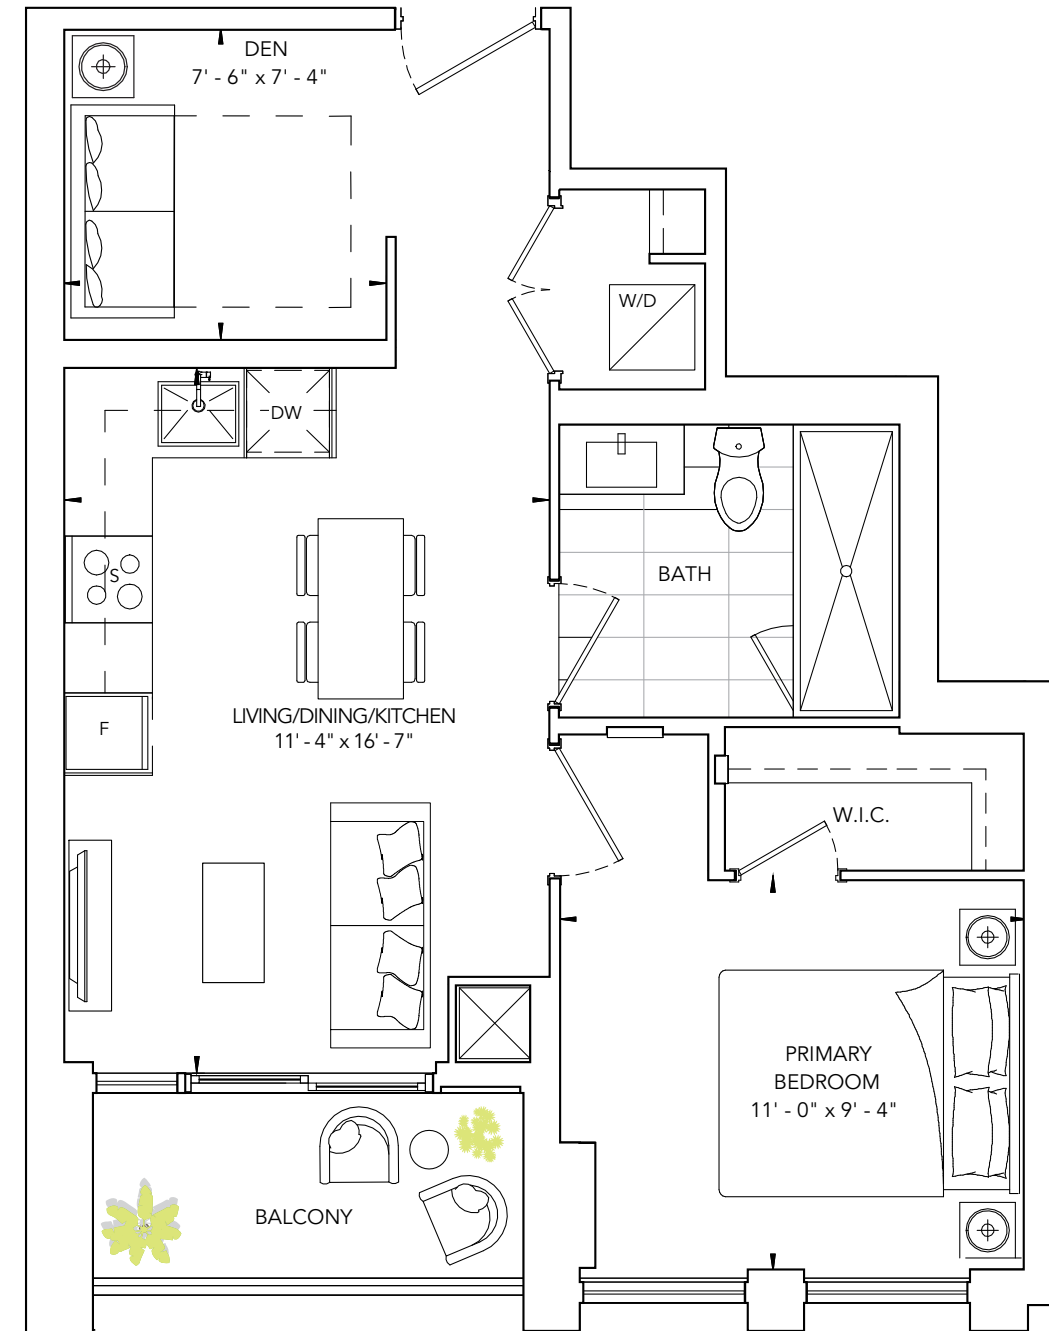 DEN
7' - 6" x 7' - 4"
W/D
DW
S
BATH
F
LIVING/DINING/KITCHEN
11' - 4" x 16' - 7"
W.I.C.
PRIMARY
BEDROOM
11' - 0" x 9' - 4"
BALCONY